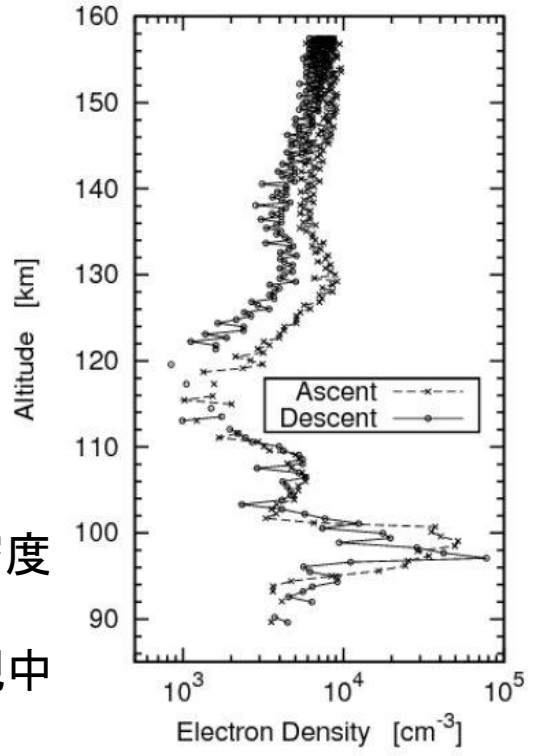 160
150
140
130
120
110
100
90
Altitude [km]
Ascent
Descent
10³ 10⁴ 10⁵
Electron Density [cm⁻³]
度
中